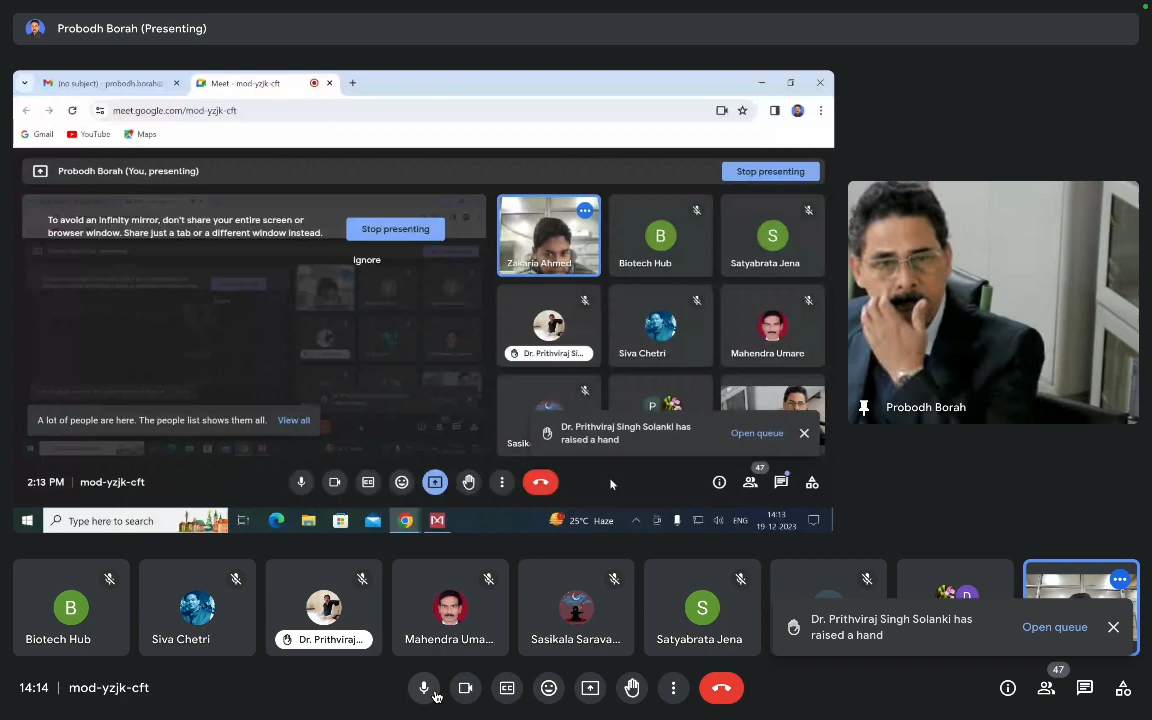 Probodh Borah (Presenting)
(no subject) - probodh.borah@
Meet - mod-yzjk-cft
meet.google.com/mod-yzjk-cft
Gmail
YouTube
Maps
Probodh Borah (You, presenting)
Stop presenting
To avoid an infinity mirror, don't share your entire screen or
browser window. Share just a tab or a different window instead.
Stop presenting
Ignore
Zakaria Ahmed
B
Biotech Hub
S
Satyabrata Jena
Dr. Prithviraj Si...
Siva Chetri
Mahendra Umare
P
Sasik
A lot of people are here. The people list shows them all.
View all
Dr. Prithviraj Singh Solanki has
raised a hand
Open queue
2:13 PM | mod-yzjk-cft
47
Type here to search
25°C Haze
ENG
14:13
19-12-2023
Probodh Borah
B
Biotech Hub
Siva Chetri
Dr. Prithviraj...
Mahendra Uma...
Sasikala Sarava...
S
Satyabrata Jena
D
Dr. Prithviraj Singh Solanki has
raised a hand
Open queue
14:14 | mod-yzjk-cft
47